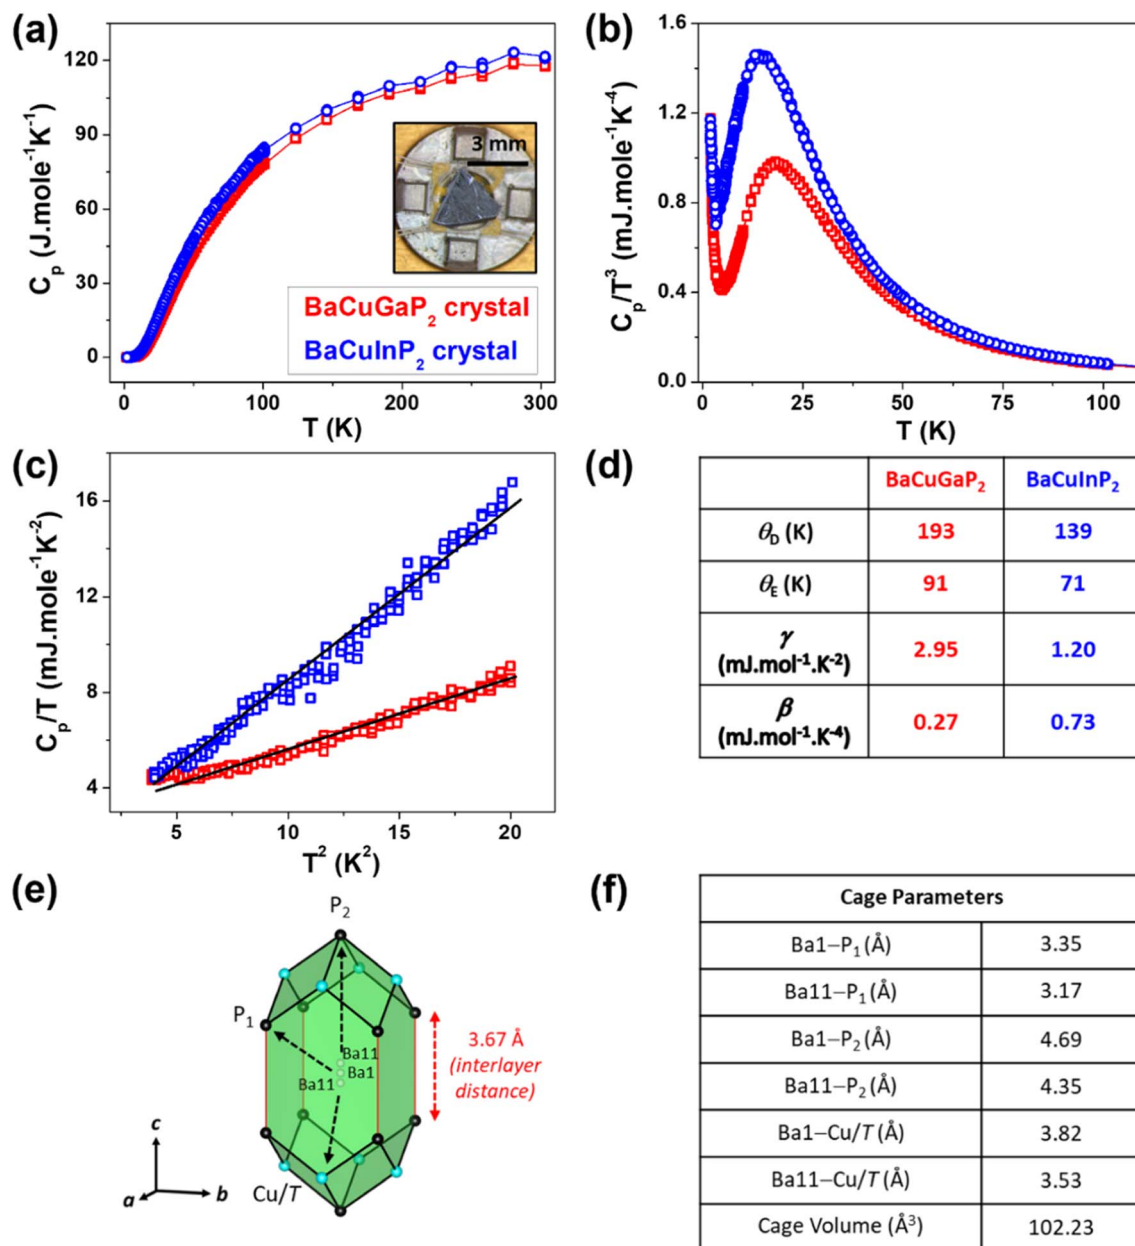 (a)
120
90
60
30
0
C_p (J.mole⁻¹K⁻¹)
3 mm
BaCuGaP₂ crystal
BaCuInP₂ crystal
0 100 200 300
T (K)
(b)
1.6
1.2
0.8
0.4
0.0
C_p/T³ (mJ.mole⁻¹K⁻⁴)
0 25 50 75 100
T (K)
(c)
16
12
8
4
C_p/T (mJ.mole⁻¹K⁻²)
5 10 15 20
T² (K²)
(d)
BaCuGaP₂ BaCuInP₂
θ_D (K) 193 139
θ_E (K) 91 71
γ
(mJ.mol⁻¹.K⁻²) 2.95 1.20
β
(mJ.mol⁻¹.K⁻⁴) 0.27 0.73
(e)
P₂
P₁
Ba11
Ba1
Ba11
3.67 Å
(interlayer
distance)
Cu/T
c
a
b
(f)
Cage Parameters
Ba1–P₁(Å) 3.35
Ba11–P₁(Å) 3.17
Ba1–P₂(Å) 4.69
Ba11–P₂(Å) 4.35
Ba1–Cu/T(Å) 3.82
Ba11–Cu/T(Å) 3.53
Cage Volume (Å³) 102.23